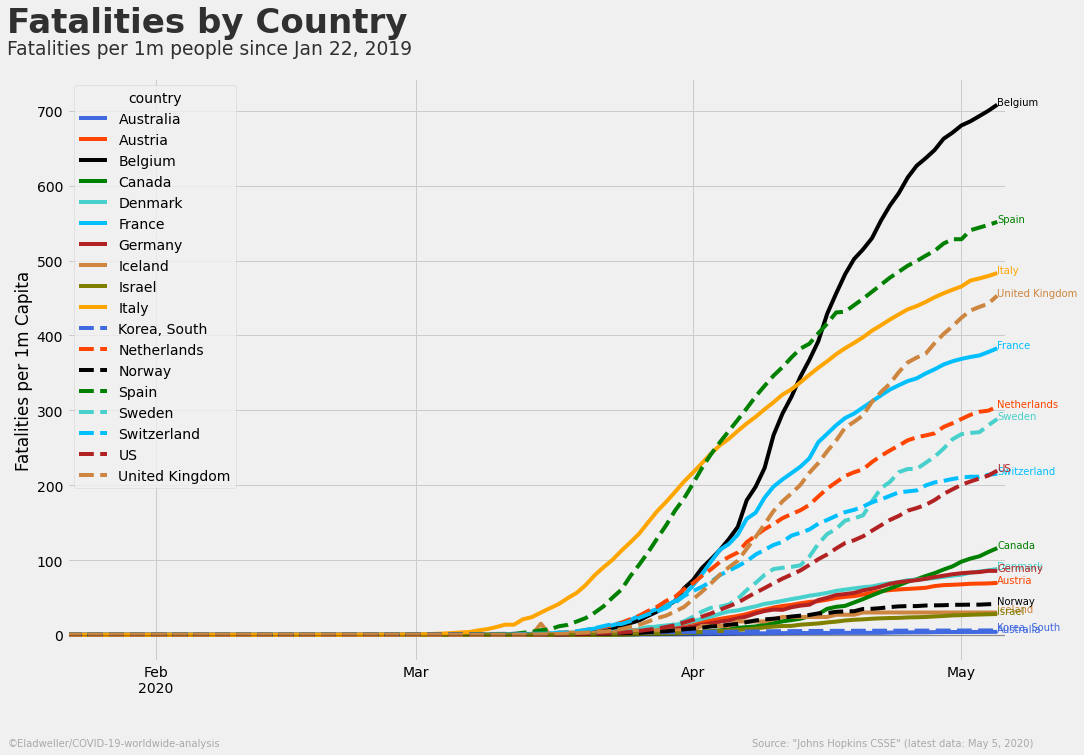 Fatalities by Country
Fatalities per 1m people since Jan 22, 2019
Fatalities per 1m Capita
700
600
500
400
300
200
100
0
country
Australia
Austria
Belgium
Canada
Denmark
France
Germany
Iceland
Israel
Italy
Korea, South
Netherlands
Norway
Spain
Sweden
Switzerland
US
United Kingdom
Belgium
Spain
Italy
United Kingdom
France
Netherlands
Sweden
US
Switzerland
Canada
Denmark
Germany
Austria
Norway
Iceland
Israel
Korea, South
Australia
Feb
2020
Mar
Apr
May
©Eladweller/COVID-19-worldwide-analysis
Source: "Johns Hopkins CSSE" (latest data: May 5, 2020)